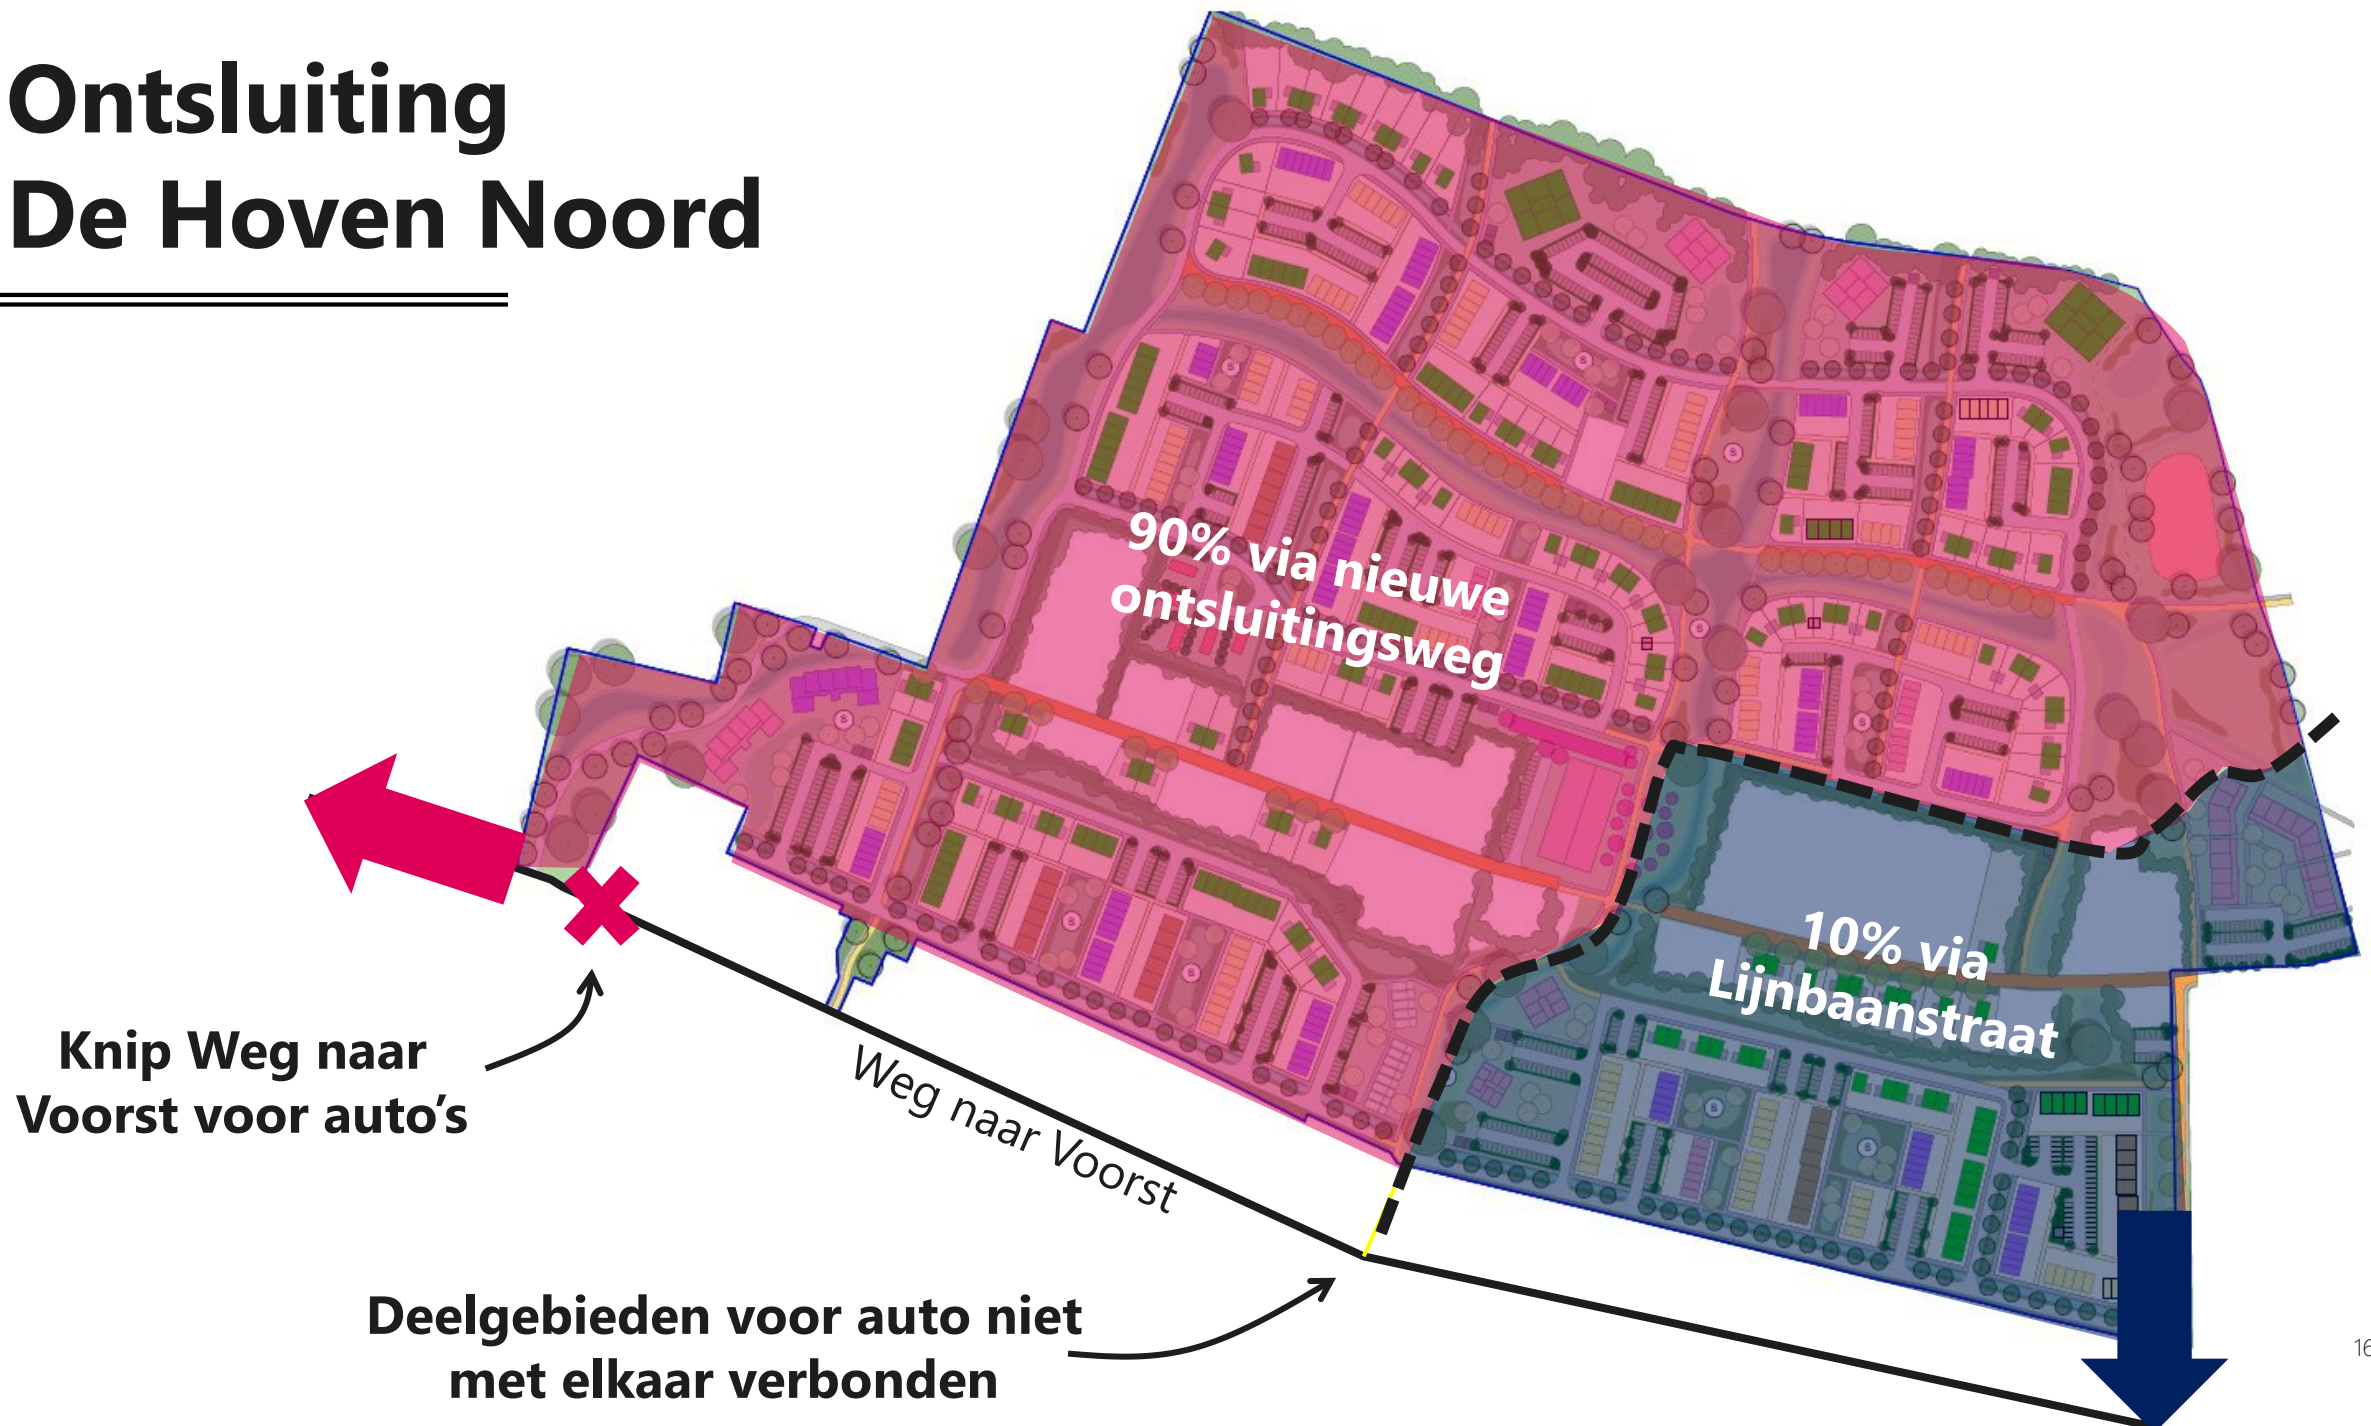 Ontsluiting
De Hoven Noord
90% via nieuwe
ontsluitingsweg
10% via
Lijnbaanstraat
Knip Weg naar
Voorst voor auto’s
Weg naar Voorst
Deelgebieden voor auto niet
met elkaar verbonden
16
S
S
S
S
S
S
S
S
S
S